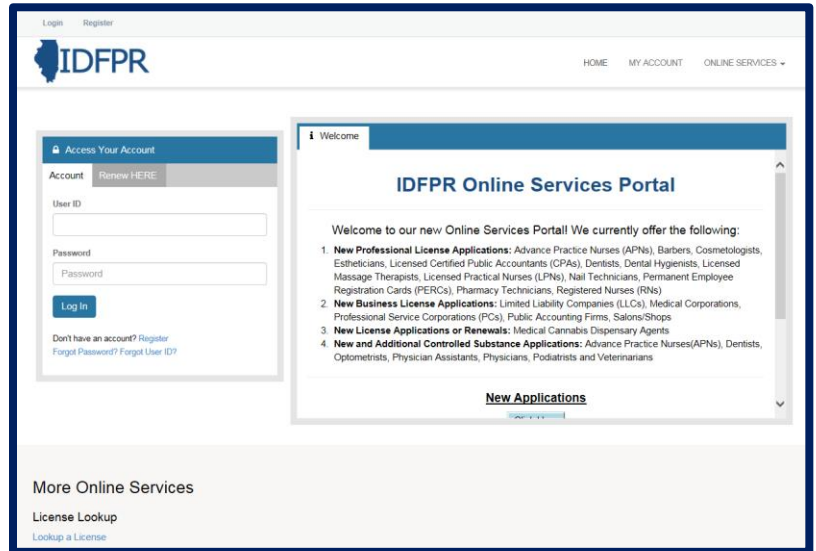 Login Register
IDFPR
HOME MY ACCOUNT ONLINE SERVICES
Access Your Account
Account Renew HERE
User ID
Password
Password
Log In
Don't have an account? Register
Forgot Password? Forgot User ID?
i Welcome
IDFPR Online Services Portal
Welcome to our new Online Services Portal! We currently offer the following:
1. New Professional License Applications: Advance Practice Nurses (APNs), Barbers, Cosmetologists,
Estheticians, Licensed Certified Public Accountants (CPAs), Dentists, Dental Hygienists, Licensed
Massage Therapists, Licensed Practical Nurses (LPNs), Nail Technicians, Permanent Employee
Registration Cards (PERCs), Pharmacy Technicians, Registered Nurses (RNs)
2. New Business License Applications: Limited Liability Companies (LLCs), Medical Corporations,
Professional Service Corporations (PCs), Public Accounting Firms, Salons/Shops
3. New License Applications or Renewals: Medical Cannabis Dispensary Agents
4. New and Additional Controlled Substance Applications: Advance Practice Nurses(APNs), Dentists,
Optometrists, Physician Assistants, Physicians, Podiatrists and Veterinarians
New Applications
More Online Services
License Lookup
Lookup a License